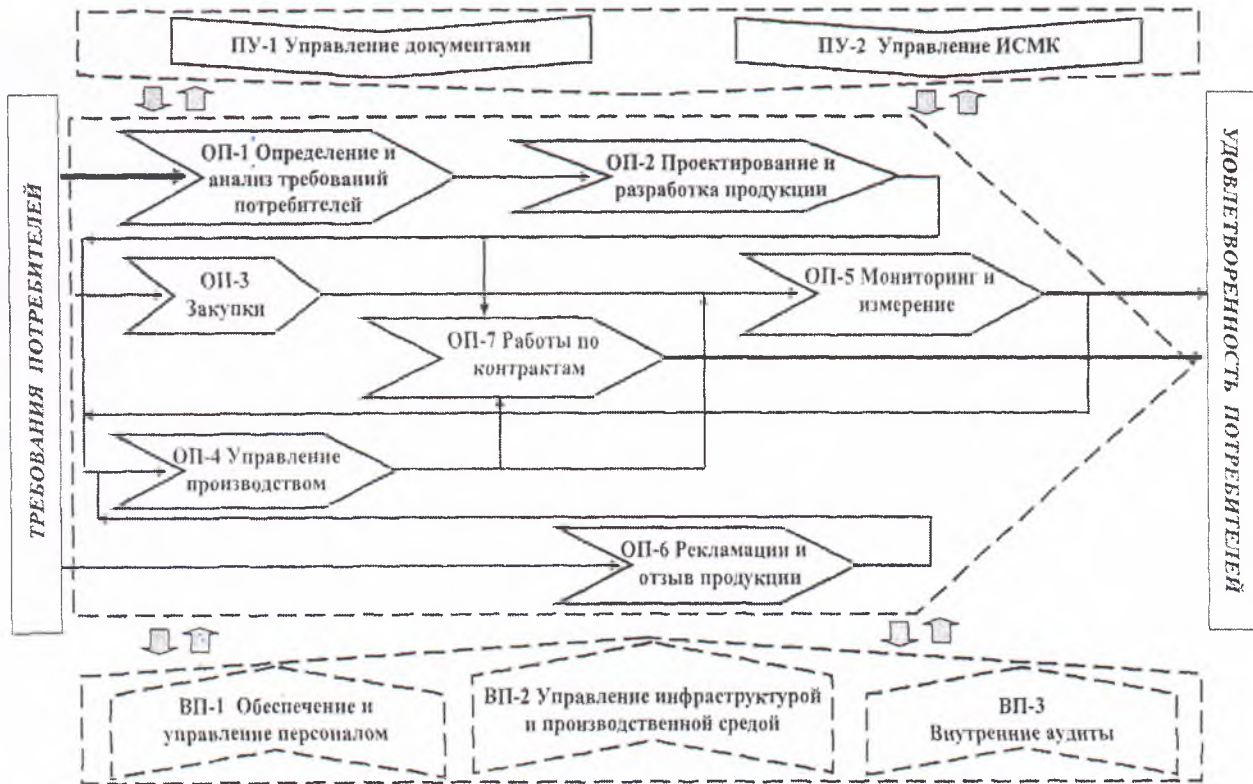 ПУ-1 Управление документами
ПУ-2 Управление ИСМК
ТРЕБОВАНИЯ ПОТРЕБИТЕЛЕЙ
ОП-1 Определение и
анализ требований
потребителей
ОП-2 Проектирование и
разработка продукции
ОП-3
Закупки
ОП-5 Мониторинг и
измерение
ОП-7 Работы по
контрактам
ОП-4 Управление
производством
ОП-6 Рекламации и
отзыв продукции
УДОВЛЕТВОРЕННОСТЬ ПОТРЕБИТЕЛЕЙ
ВП-1 Обеспечение и
управление персоналом
ВП-2 Управление инфраструктурой
и производственной средой
ВП-3
Внутренние аудиты